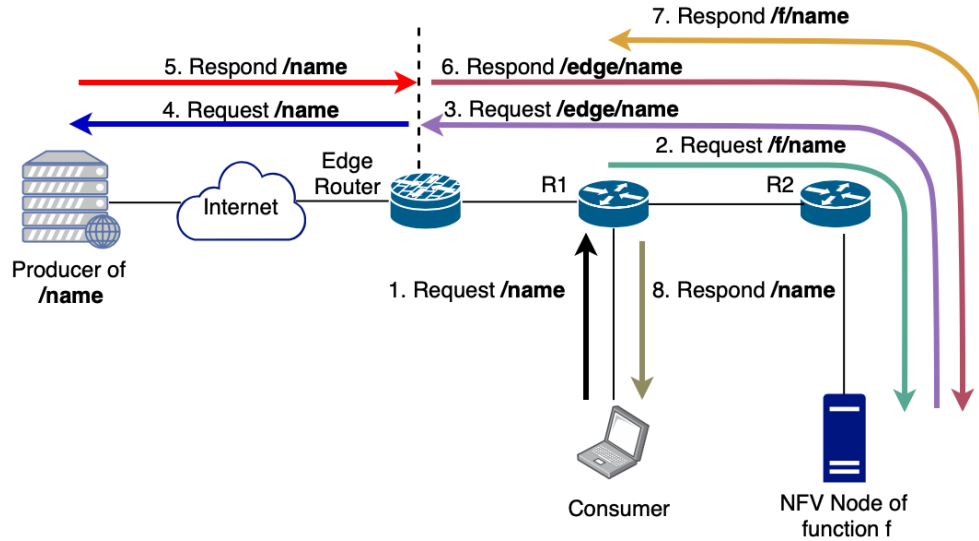 7. Respond /f/name
5. Respond /name
6. Respond /edge/name
4. Request /name
3. Request /edge/name
2. Request /f/name
Edge
Router
R1
R2
Internet
Producer of
/name
1. Request /name
8. Respond /name
Consumer
NFV Node of
function f